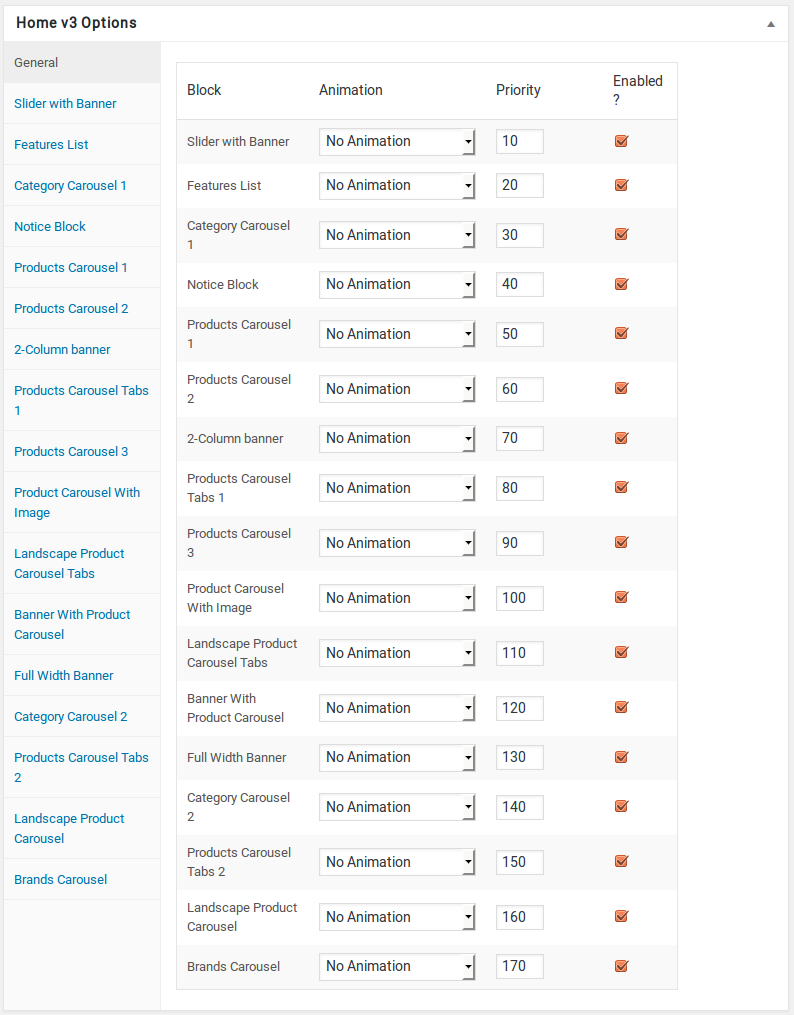 Home v3 Options
General
Slider with Banner
Features List
Category Carousel 1
Notice Block
Products Carousel 1
Products Carousel 2
2-Column banner
Products Carousel Tabs
1
Products Carousel 3
Product Carousel With
Image
Landscape Product
Carousel Tabs
Banner With Product
Carousel
Full Width Banner
Category Carousel 2
Products Carousel Tabs
2
Landscape Product
Carousel
Brands Carousel
Block Animation Priority Enabled
?
Slider with Banner No Animation 10
Features List No Animation 20
Category Carousel
1 No Animation 30
Notice Block No Animation 40
Products Carousel
1 No Animation 50
Products Carousel
2 No Animation 60
2-Column banner No Animation 70
Products Carousel
Tabs 1 No Animation 80
Products Carousel
3 No Animation 90
Product Carousel
With Image No Animation 100
Landscape Product
Carousel Tabs No Animation 110
Banner With
Product Carousel No Animation 120
Full Width Banner No Animation 130
Category Carousel
2 No Animation 140
Products Carousel
Tabs 2 No Animation 150
Landscape Product
Carousel No Animation 160
Brands Carousel No Animation 170